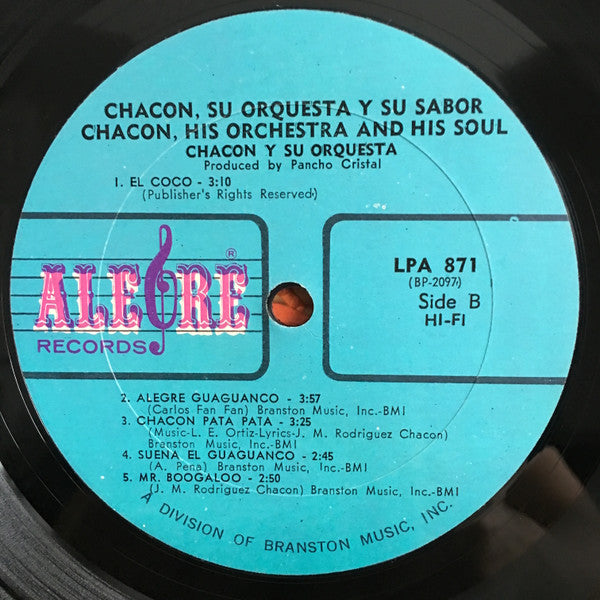 CHACON, SU ORQUESTA Y SU SABOR
CHACON, HIS ORCHESTRA AND HIS SOUL
CHACON Y SU ORQUESTA
Produced by Pancho Cristal
1. EL COCO - 3:10
(Publisher's Rights Reserved)
ALEGRE®
RECORDS
LPA 871
(BP-2097)
Side B
HI-FI
2. ALEGRE GUAGUANCO - 3:57
(Carlos Fan Fan) Branston Music, Inc.-BMI
3. CHACON PATA PATA - 3:25
(Music-L. E. Ortiz-Lyrics-J. M. Rodriguez Chacon)
Branston Music, Inc.-BMI
4. SUENA EL GUAGUANCO - 2:45
(A. Pena) Branston Music, Inc.-BMI
5. MR. BOOGALOO - 2:50
(J. M. Rodriguez Chacon) Branston Music, Inc.-BMI
A DIVISION OF BRANSTON MUSIC, INC.